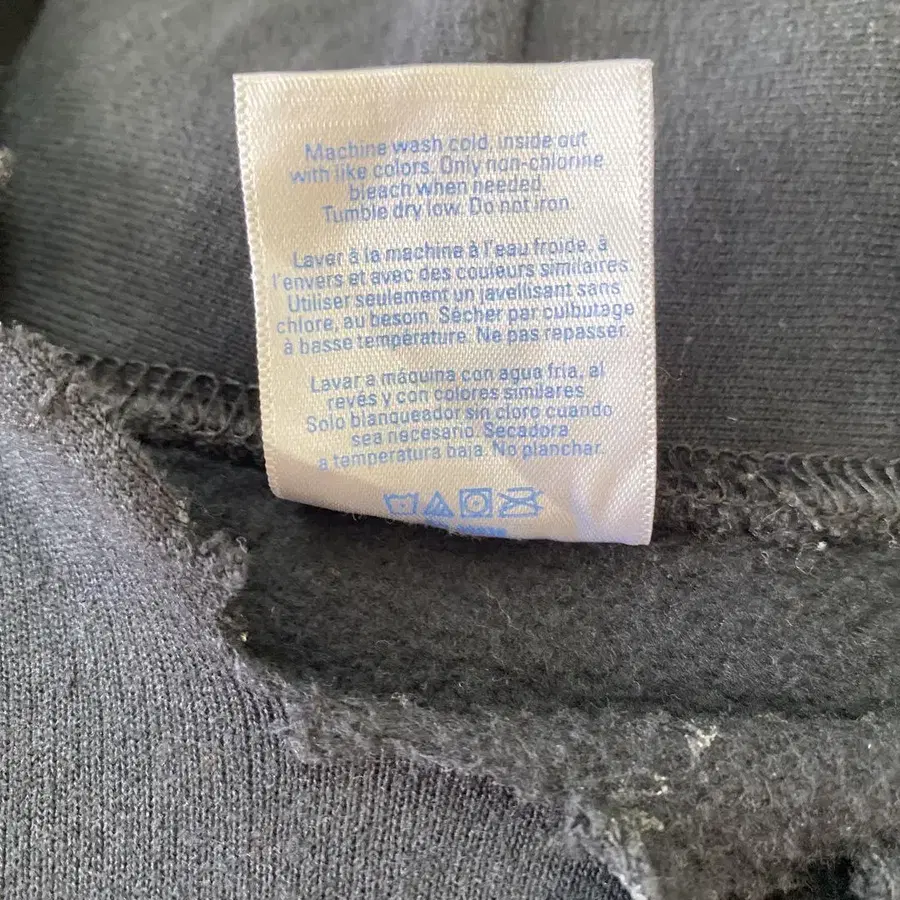 Machine wash cold, inside out
with like colors. Only non-chlorine
bleach when needed.
Tumble dry low. Do not iron
Laver à la machine à l'eau froide, à
l'envers et avec des couleurs similaires.
Utiliser seulement un javellisant sans
chlore, au besoin. Sécher par culbutage
à basse température. Ne pas repasser.
Lavar a máquina con agua fría, al
revés y con colores similares
Solo blanqueador sin cloro cuando
sea necesario. Secadora
a temperatura baja. No planchar.